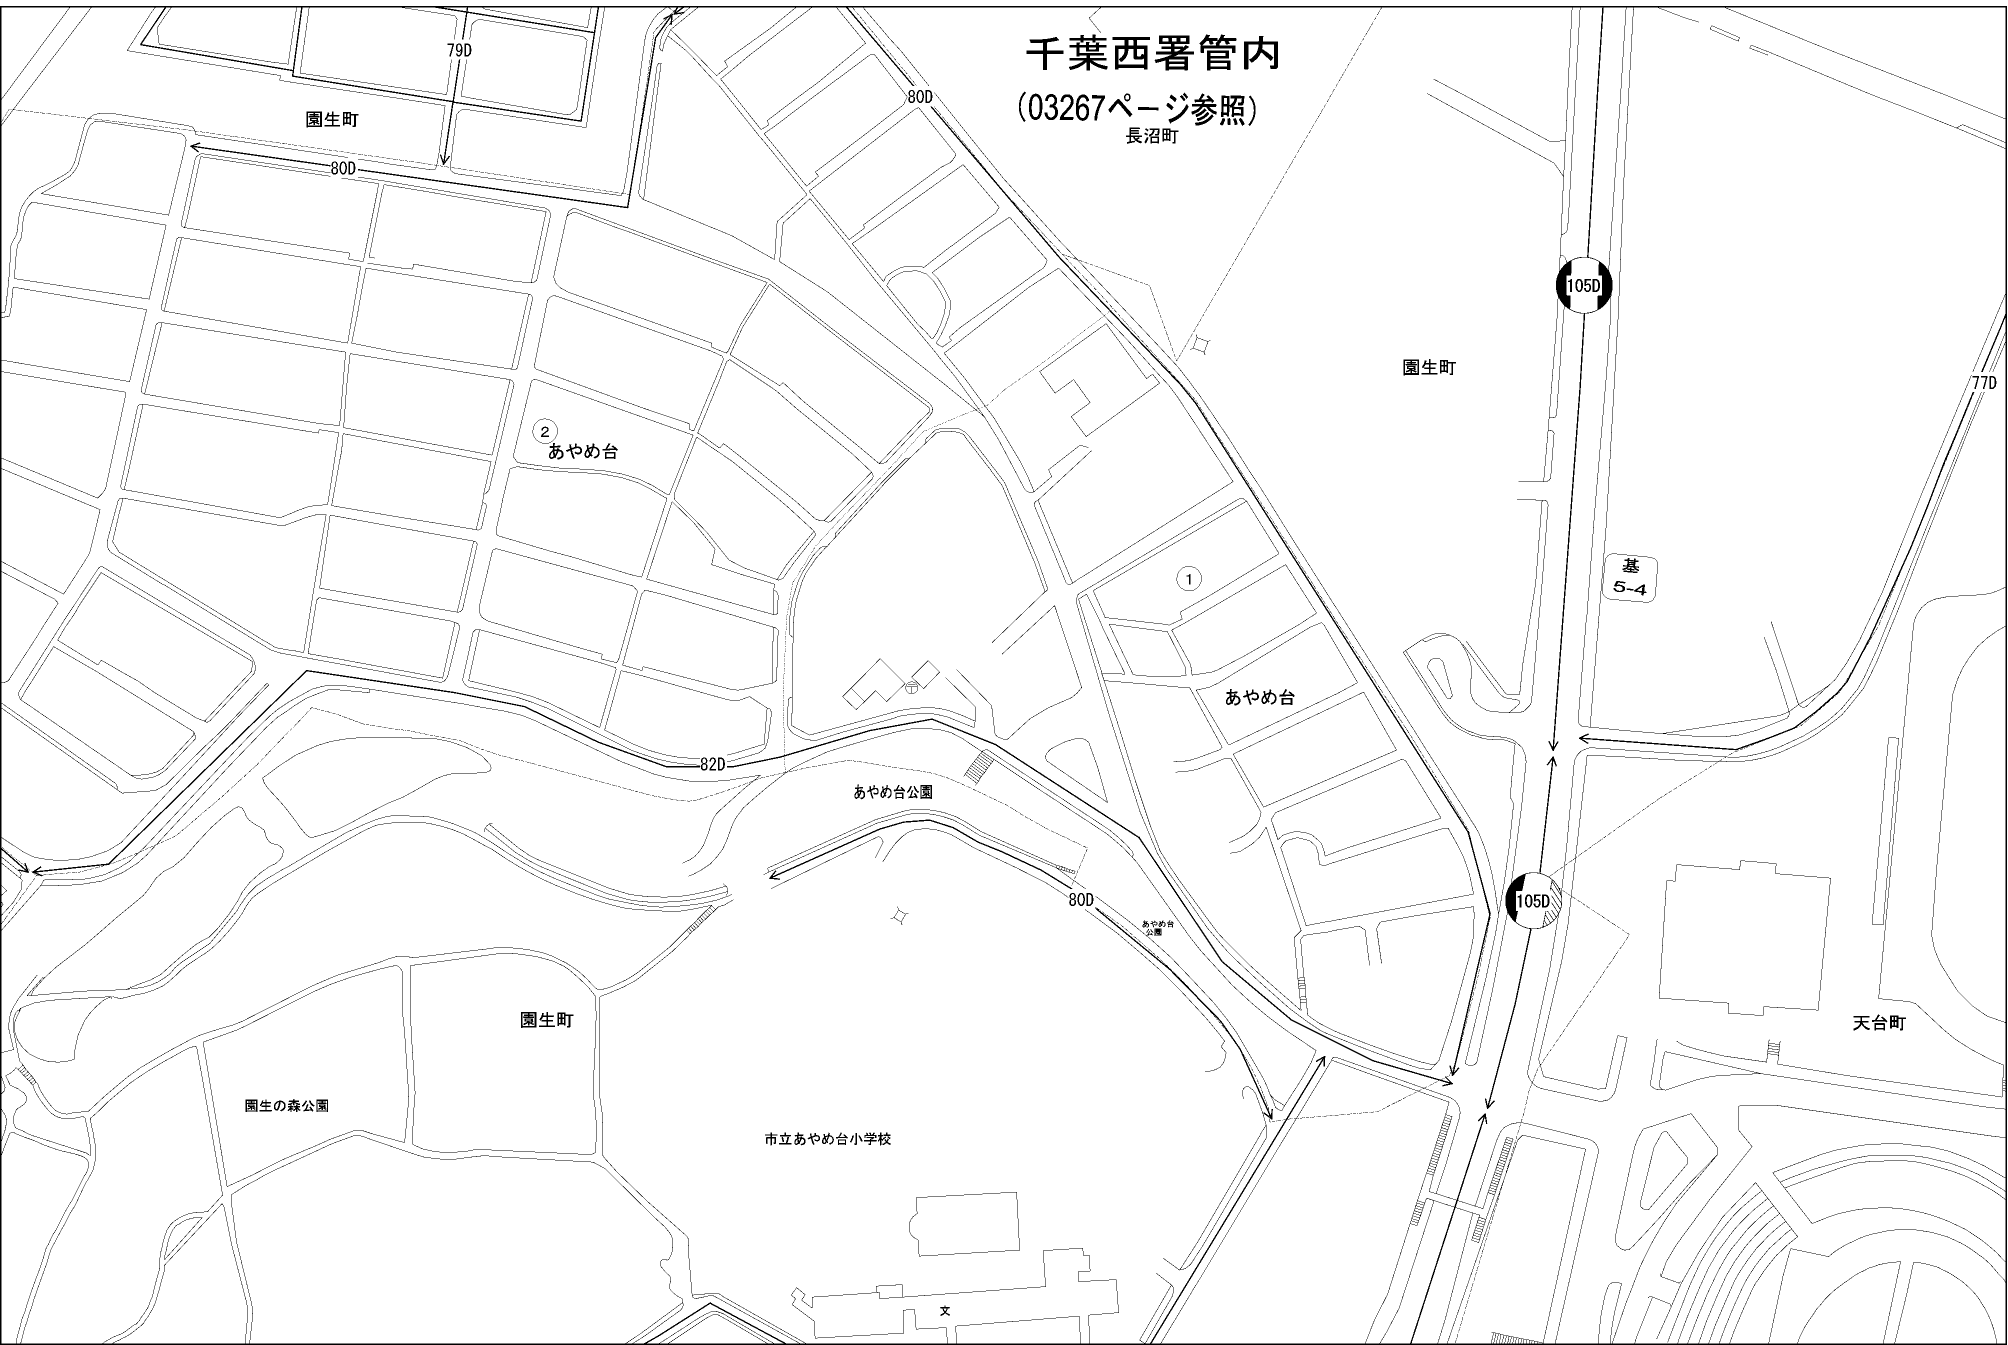 千葉西署管内
(03267ページ参照)
79D
80D
園生町
長沼町
80D
105D
園生町
77D
2
あやめ台
基
5-4
1
あやめ台
82D
あやめ台公園
80D
105D
あやめ台
公園
園生町
天台町
園生の森公園
市立あやめ台小学校
文